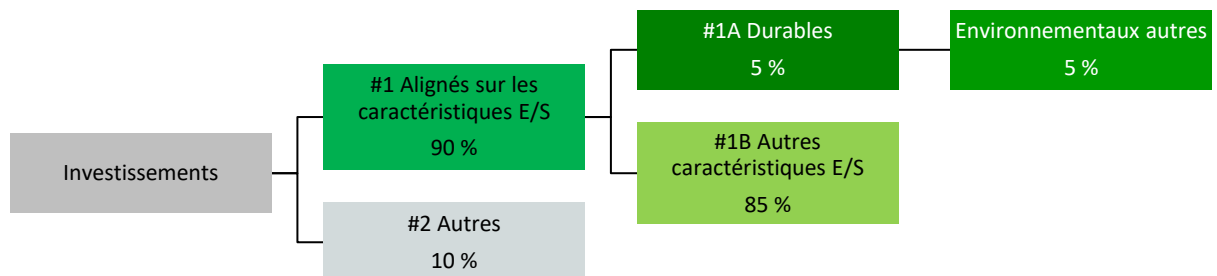 Investissements
#1 Alignés sur les
caractéristiques E/S
90 %
#2 Autres
10 %
#1A Durables
5 %
#1B Autres
caractéristiques E/S
85 %
Environnementaux autres
5 %